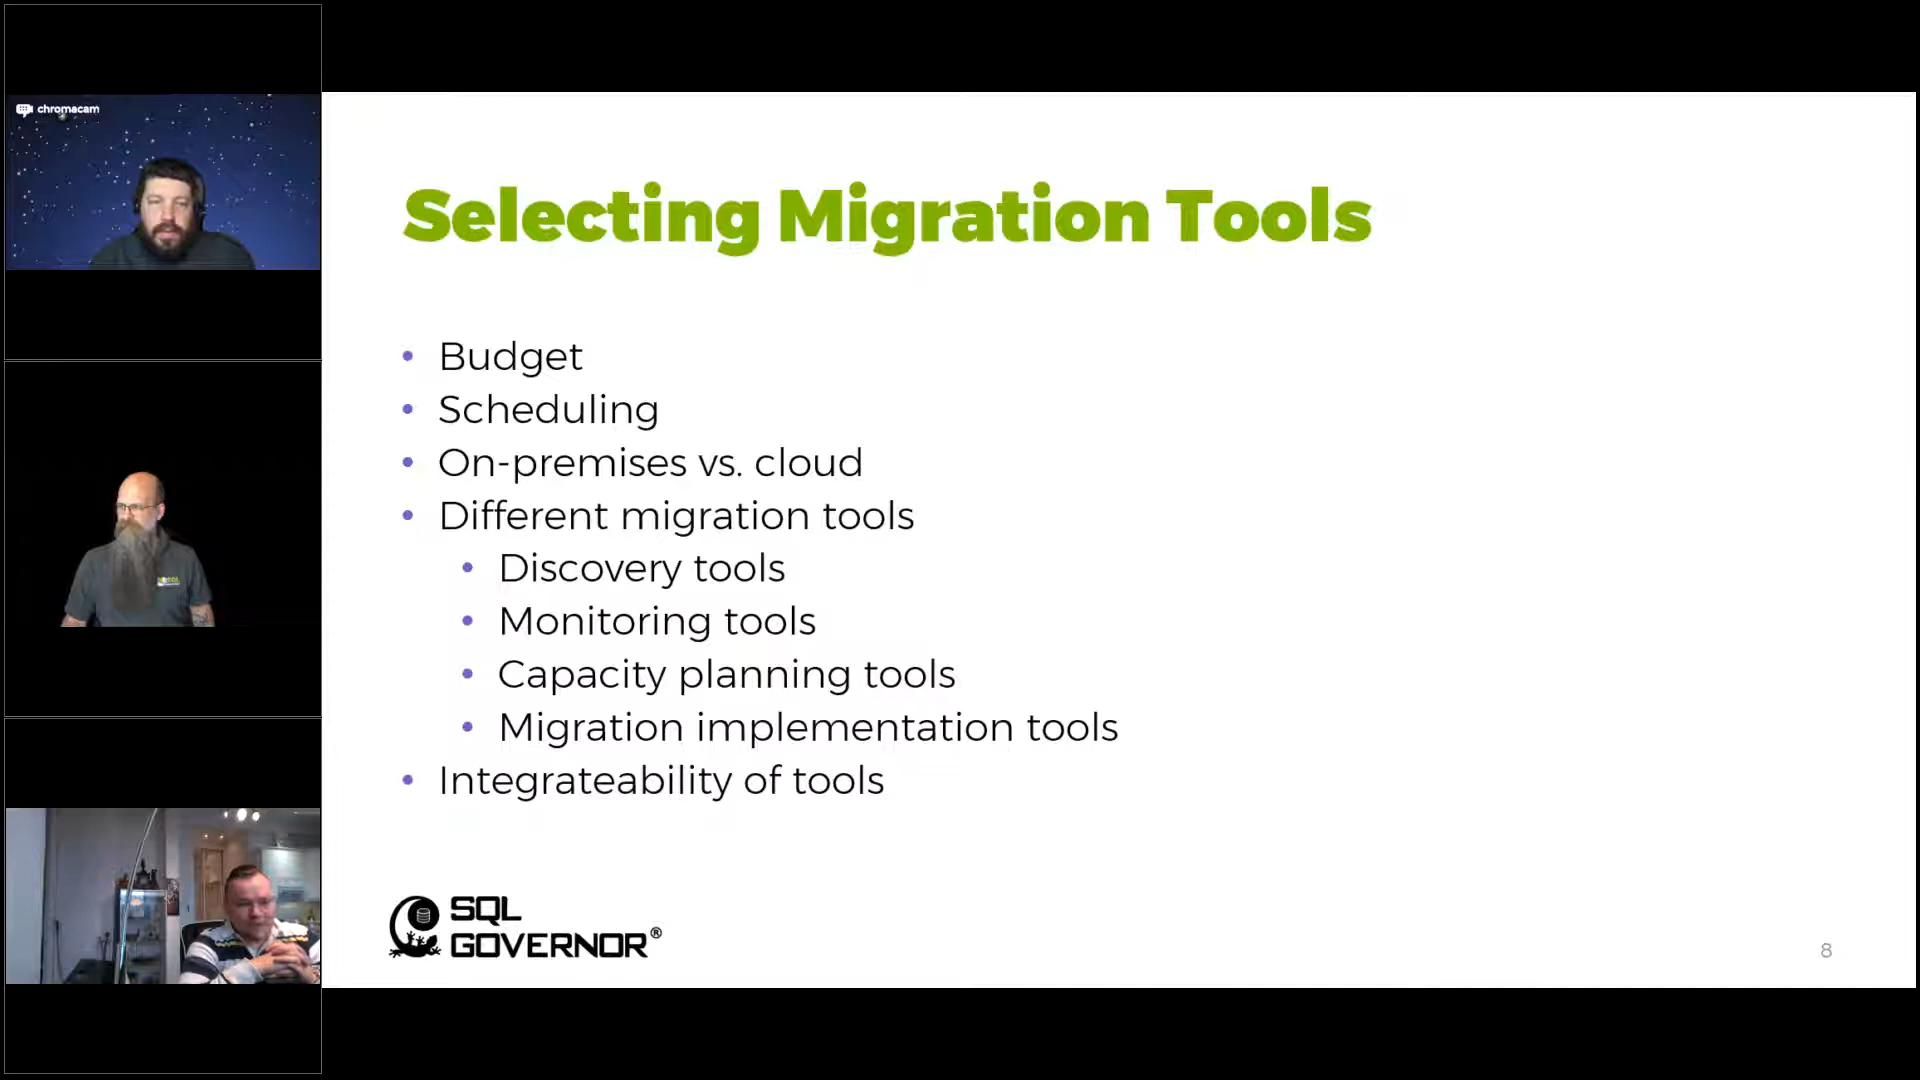 chromacam
Selecting Migration Tools
• Budget
• Scheduling
• On-premises vs. cloud
• Different migration tools
• Discovery tools
• Monitoring tools
• Capacity planning tools
• Migration implementation tools
• Integrateability of tools
SQL
GOVERNOR®
8